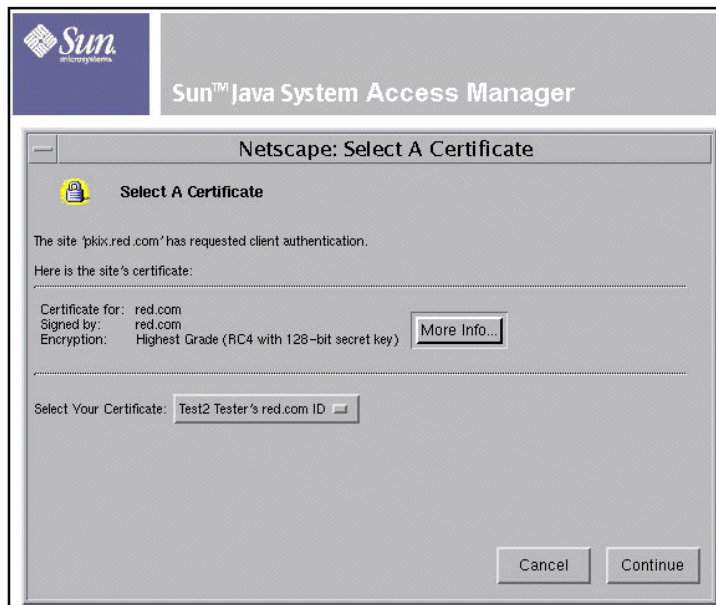 Sun
microsystems
Sun™ Java System Access Manager
Netscape: Select A Certificate
Select A Certificate
The site 'pkix.red.com' has requested client authentication.
Here is the site's certificate:
Certificate for: red.com
Signed by: red.com
Encryption: Highest Grade (RC4 with 128-bit secret key)
More Info...
Select Your Certificate: Test2 Tester's red.com ID
Cancel Continue